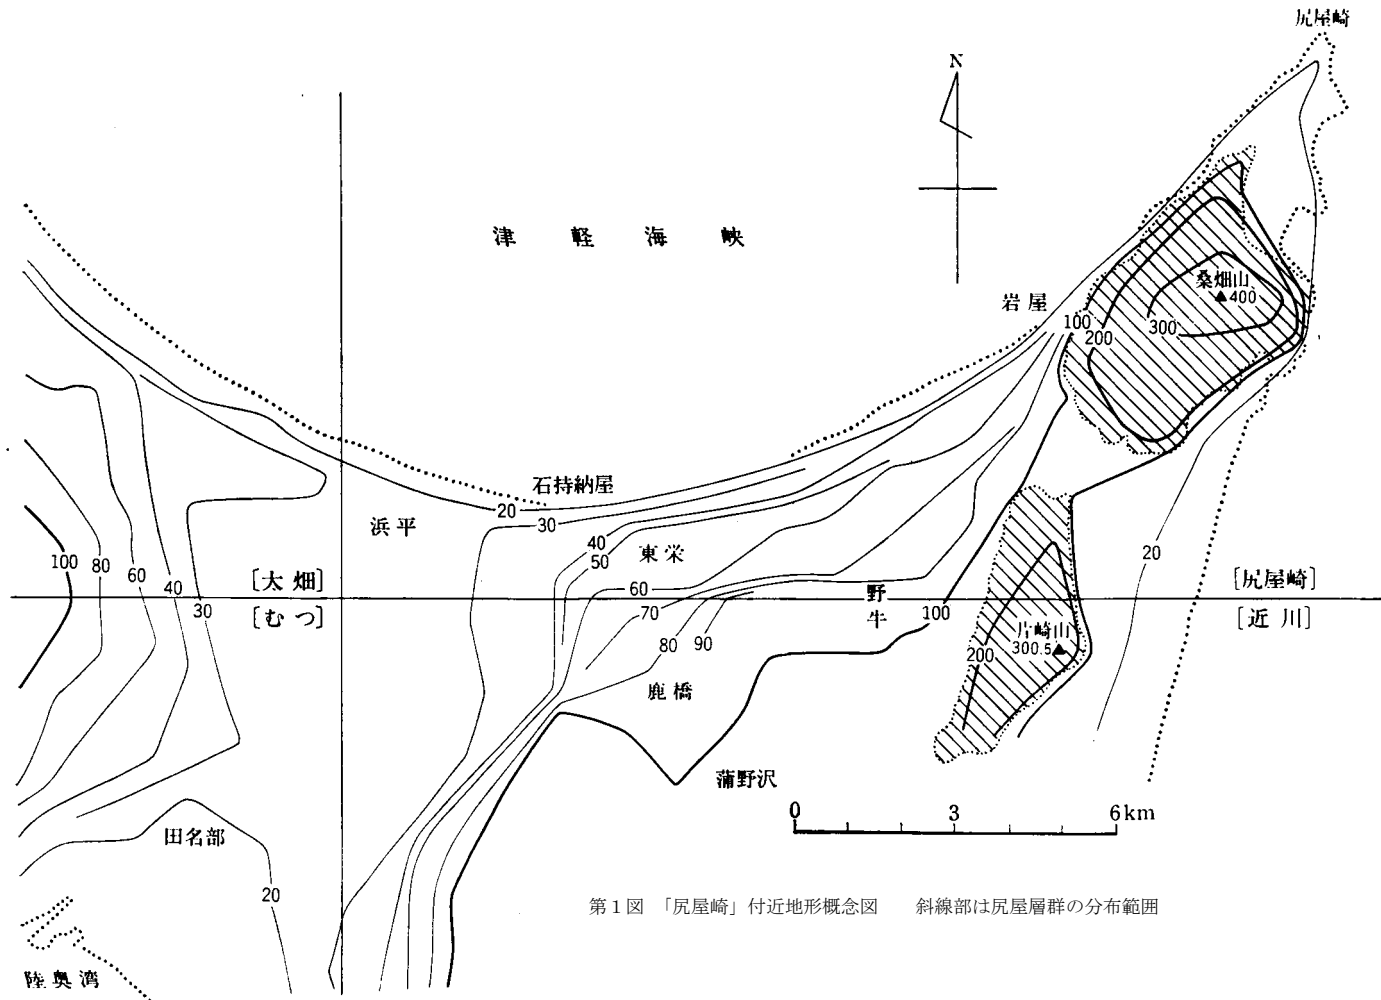 尻屋崎
N
津軽海峡
桑畑山
400
岩屋
100
200
300
石持納屋
20
30
浜平
40
50
東栄
20
100
80
60
40
30
[大畑]
[むつ]
60
70
80
90
野牛
100
[尻屋崎]
[近川]
片崎山
300.5
200
鹿橋
蒲野沢
0 3 6km
田名部
20
陸奥湾
第1図 「尻屋崎」付近地形概念図 斜線部は尻屋層群の分布範囲